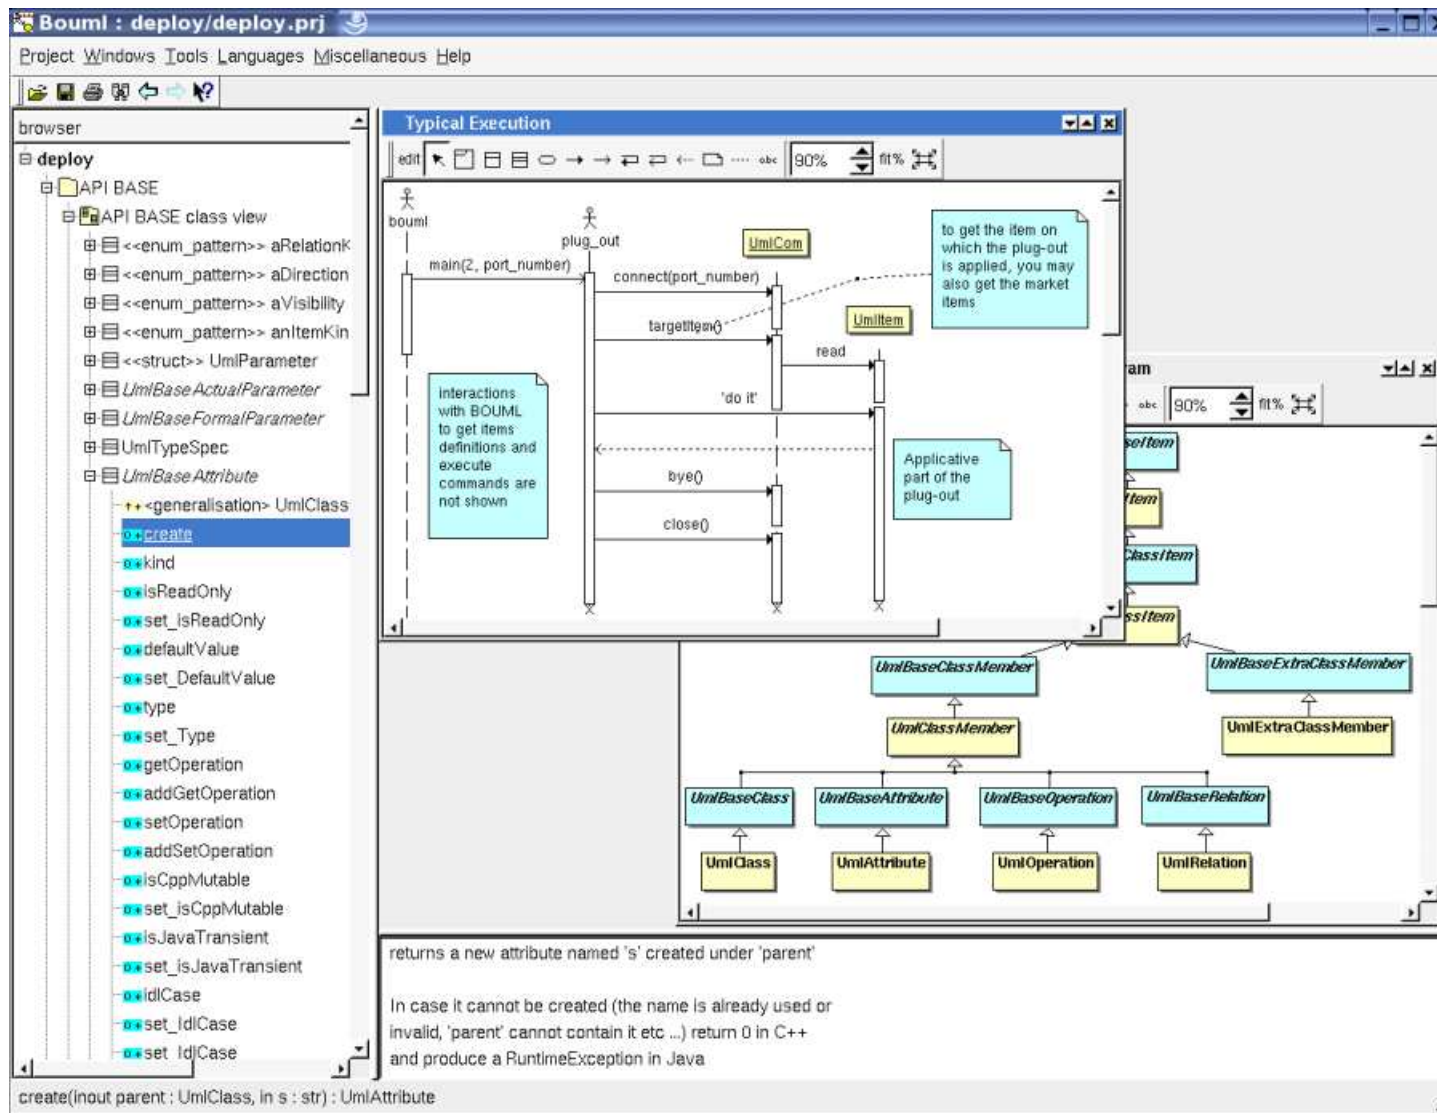 Bouml : deploy/deploy.prj
Project Windows Tools Languages Miscellaneous Help
browser
deploy
API BASE
API BASE class view
<<enum_pattern>> aRelationK
<<enum_pattern>> aDirection
<<enum_pattern>> aVisibility
<<enum_pattern>> anItemKin
<<struct>> UmlParameter
UmlBaseActualParameter
UmlBaseFormalParameter
UmlTypeSpec
UmlBaseAttribute
<generalisation> UmlClass
create
kind
isReadOnly
set_isReadOnly
defaultValue
set_DefaultValue
type
set_Type
getOperation
addGetOperation
setOperation
addSetOperation
isCppMutable
set_isCppMutable
isJavaTransient
set_isJavaTransient
idlCase
set_IdlCase
set_IdlCase
Typical Execution
edit
abc
90%
fit%
bouml
plug_out
UmlCom
UmlItem
main(2, port_number)
connect(port_number)
targetItem()
read
'do it'
bye()
close()
to get the item on
which the plug-out
is applied, you may
also get the market
items
interactions
with BOUML
to get items
definitions and
execute
commands are
not shown
Applicative
part of the
plug-out
am
abc
90%
fit%
seItem
Item
ClassItem
ssItem
UmlBaseClassMember
UmlBaseExtraClassMember
UmlClassMember
UmlExtraClassMember
UmlBaseClass
UmlBaseAttribute
UmlBaseOperation
UmlBaseRelation
UmlClass
UmlAttribute
UmlOperation
UmlRelation
returns a new attribute named 's' created under 'parent'
In case it cannot be created (the name is already used or
invalid, 'parent' cannot contain it etc ...) return 0 in C++
and produce a RuntimeException in Java
create(inout parent : UmlClass, in s : str) : UmlAttribute